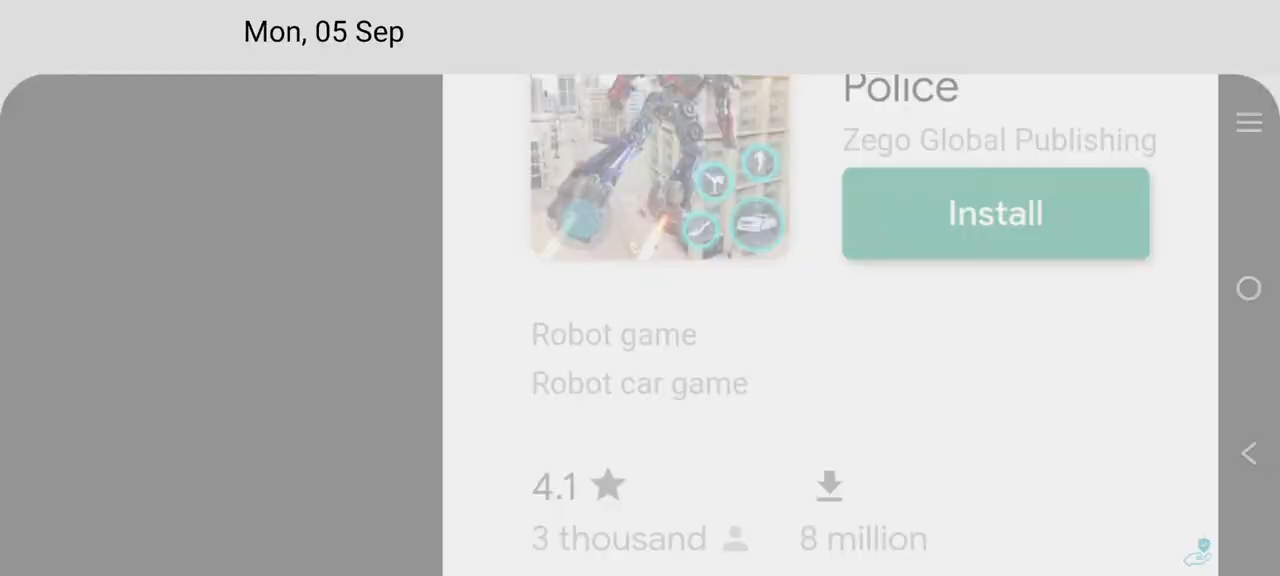 Mon, 05 Sep
Police
Zego Global Publishing
Install
Robot game
Robot car game
4.1
3 thousand
8 million